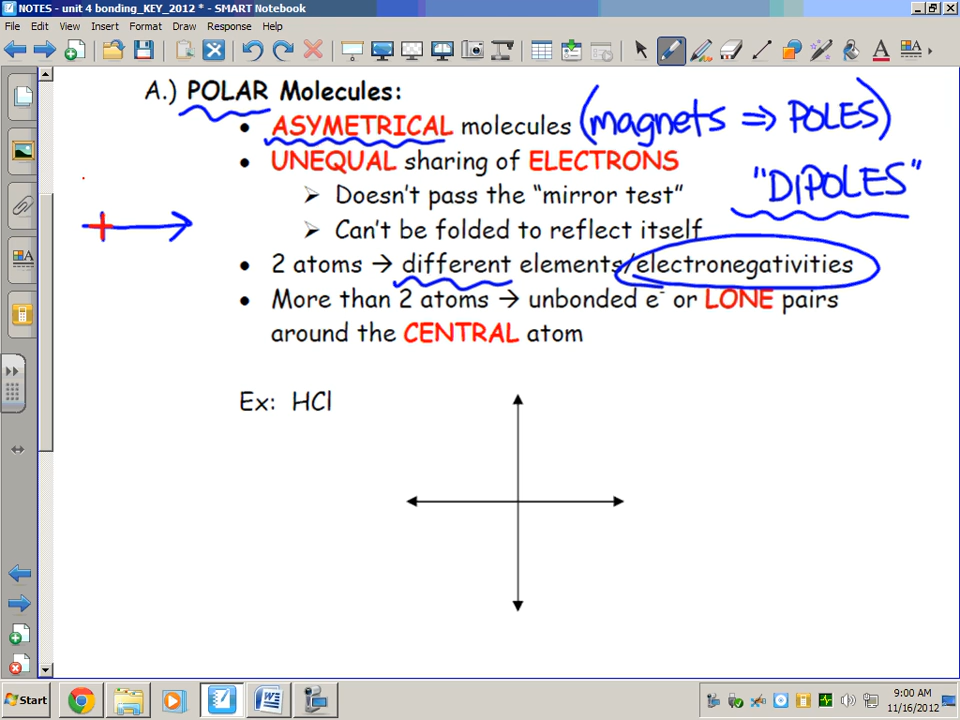 NOTES - unit 4 bonding_KEY_2012 * - SMART Notebook
File Edit View Insert Format Draw Response Help
A.) POLAR Molecules:
• ASYMETRICAL molecules (magnets ⇒ POLES)
• UNEQUAL sharing of ELECTRONS
"DIPOLES"
➢ Doesn't pass the "mirror test"
➢ Can't be folded to reflect itself
• 2 atoms → different elements/electronegativities
• More than 2 atoms → unbonded e⁻ or LONE pairs
around the CENTRAL atom
Ex: HCl
Start
9:00 AM
11/16/2012